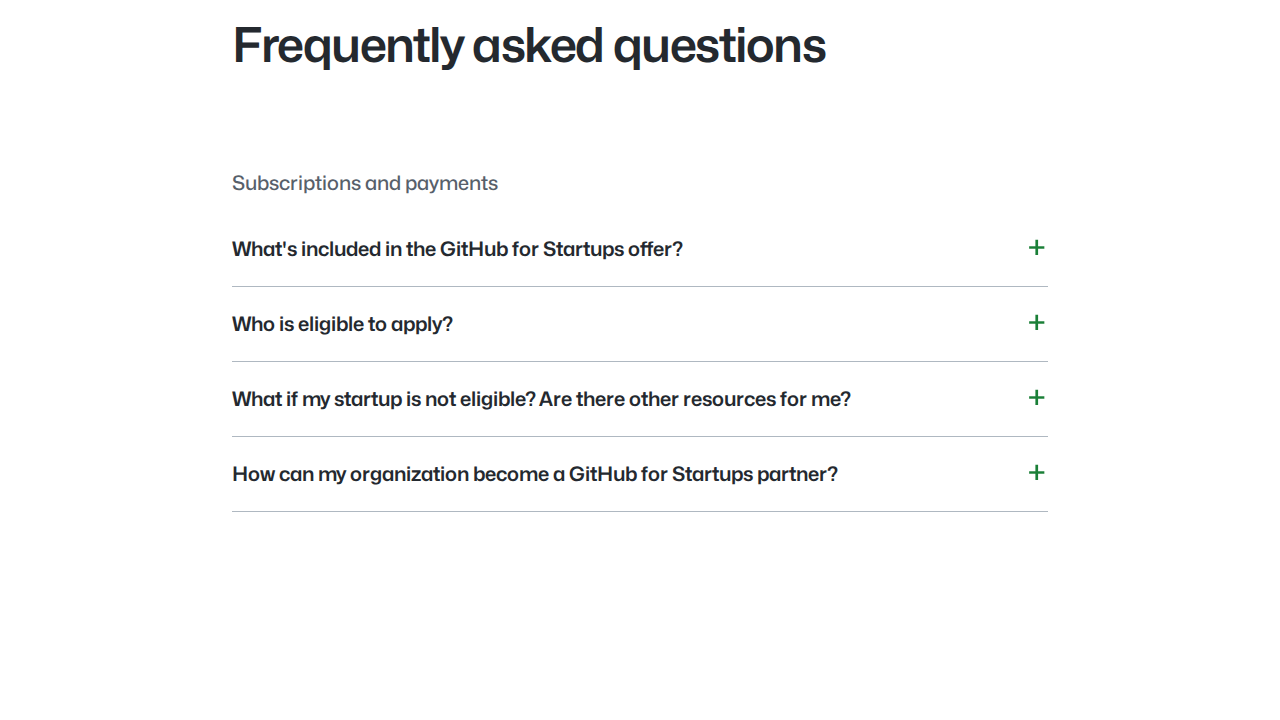 Frequently asked questions
Subscriptions and payments
What's included in the GitHub for Startups offer?
Who is eligible to apply?
What if my startup is not eligible? Are there other resources for me?
How can my organization become a GitHub for Startups partner?